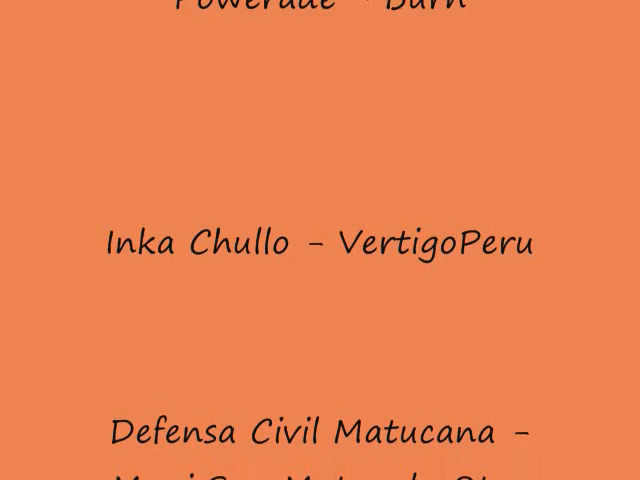 Powerade - Burn
Inka Chullo - VertigoPeru
Defensa Civil Matucana -